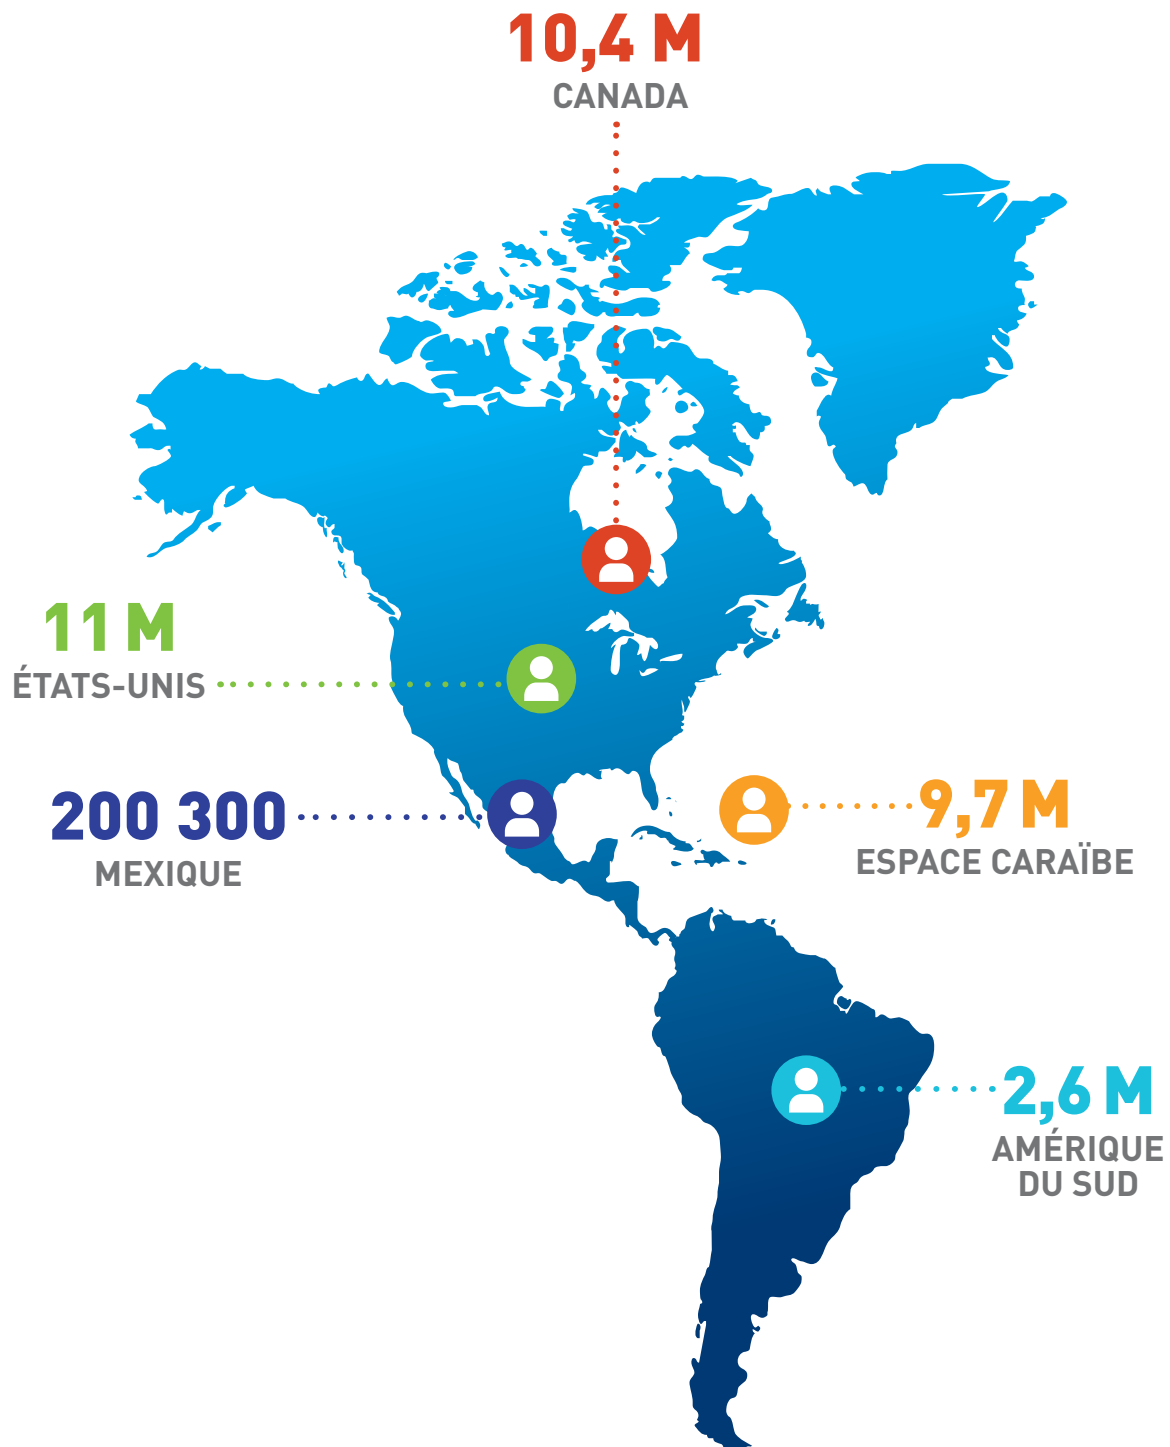 10,4 M
CANADA
11 M
ÉTATS-UNIS
200 300
MEXIQUE
9,7 M
ESPACE CARAÏBE
2,6 M
AMÉRIQUE
DU SUD